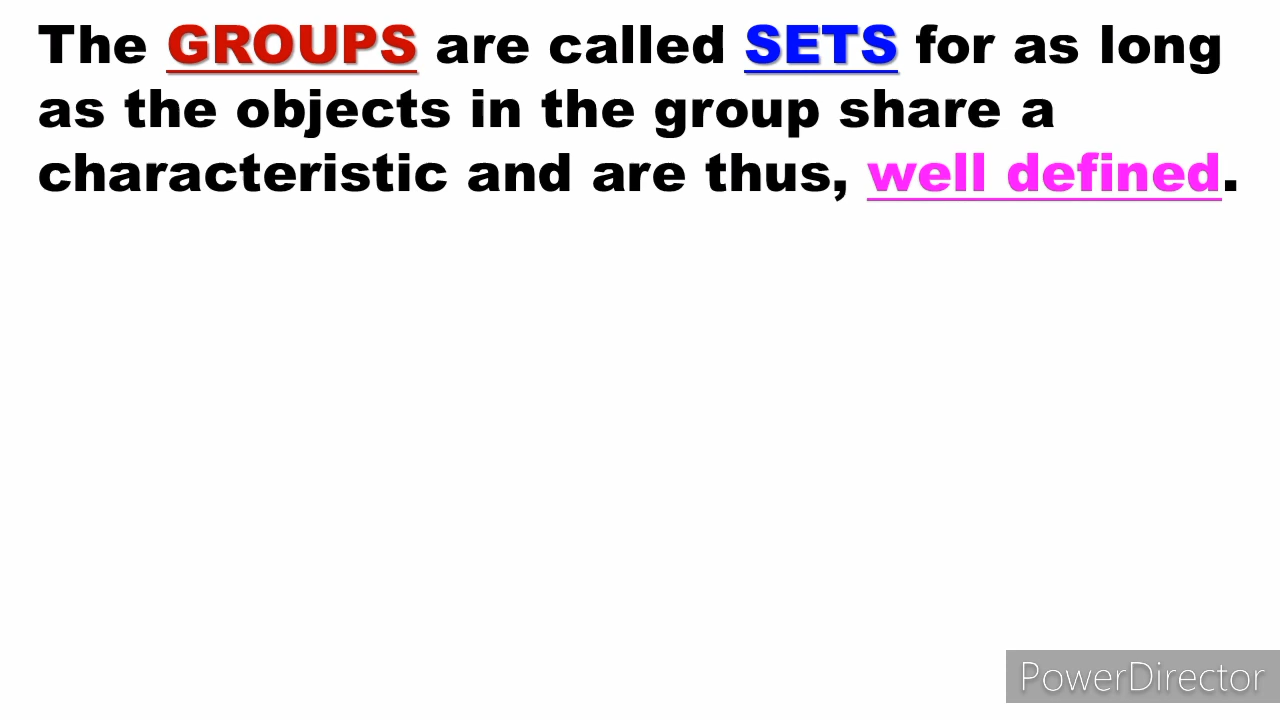 The GROUPS are called SETS for as long
as the objects in the group share a
characteristic and are thus, well defined.
PowerDirector